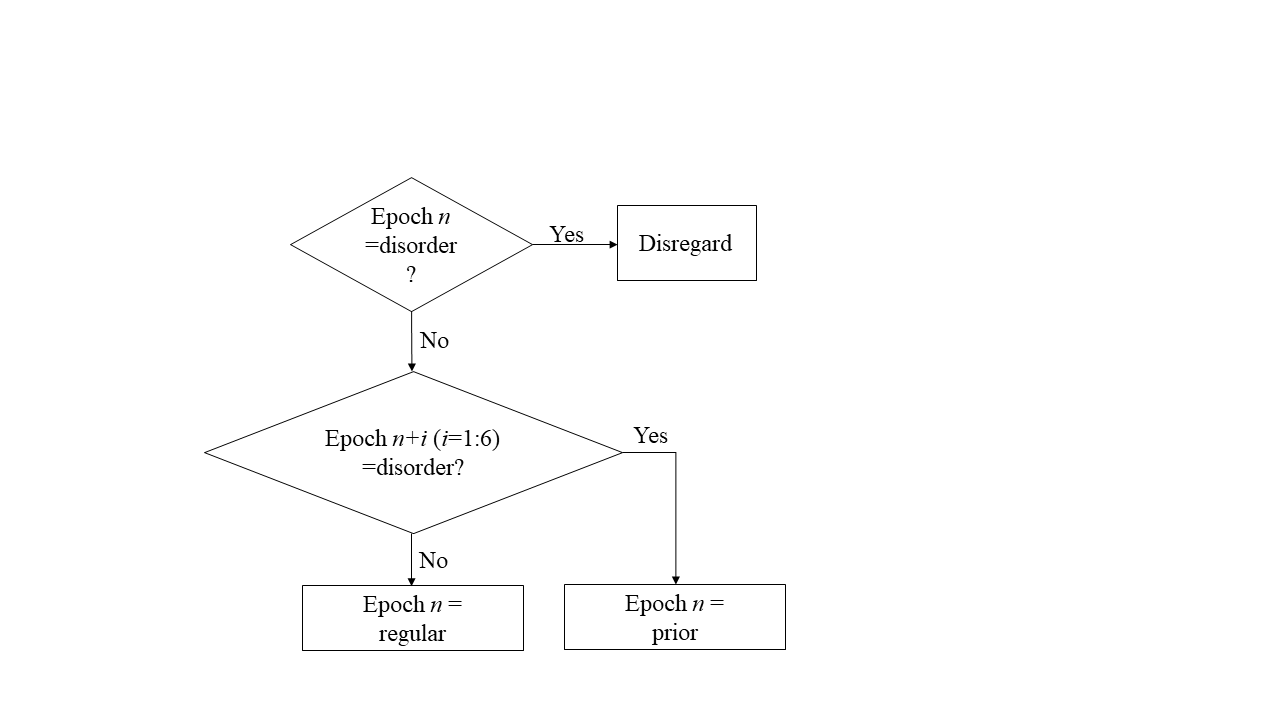 Epoch n
=disorder
?
Yes
Disregard
No
Epoch n+i (i=1:6)
=disorder?
Yes
No
Epoch n =
regular
Epoch n =
prior